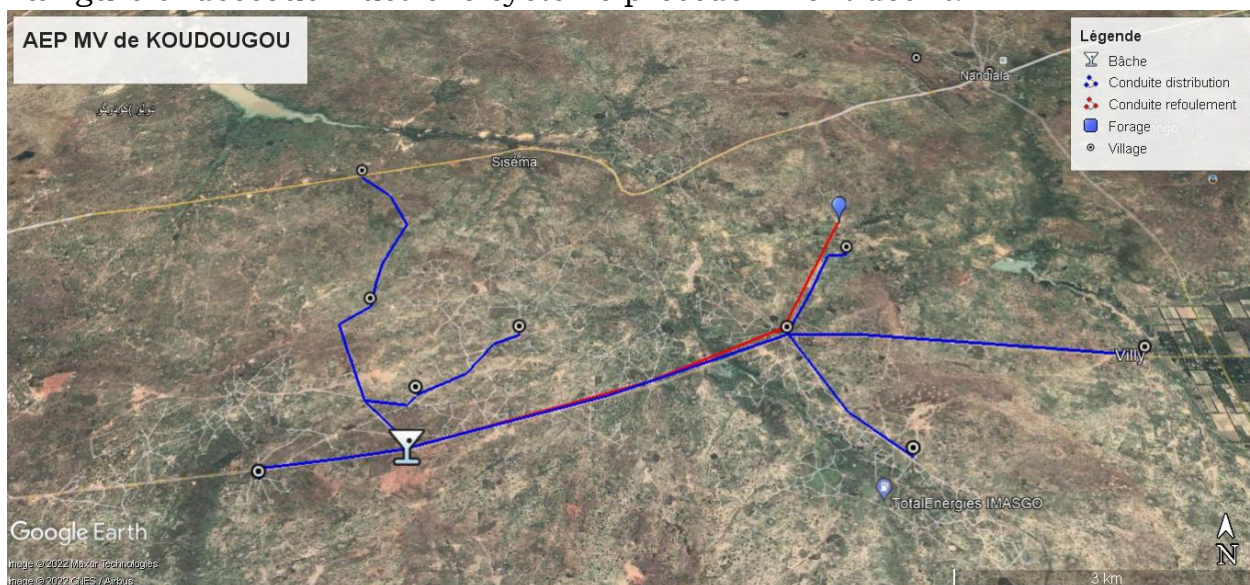 AEP MV de KOUDOUGOU
Légende
Bâche
Conduite distribution
Conduite refoulement
Forage
Village
Nandiala
Siséma
Villy
TotalEnergies IMASGO
Google Earth
Image © 2022 Maxar Technologies
Image © 2022 CNES / Airbus
N
3 km